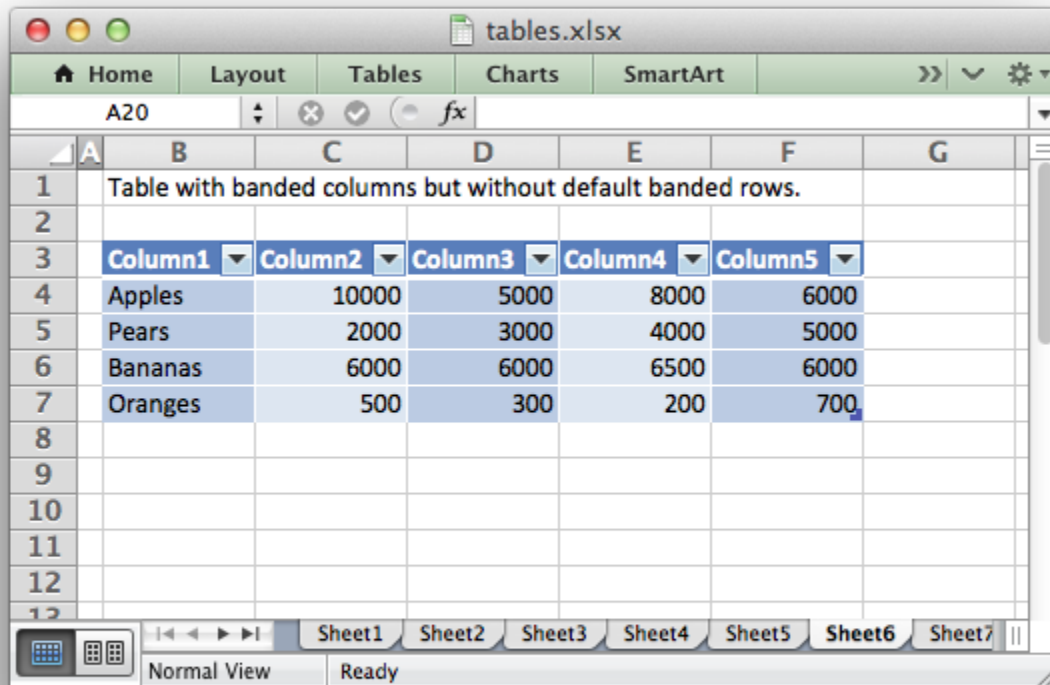 tables.xlsx
Home Layout Tables Charts SmartArt
A20 fx
A B C D E F G
1 Table with banded columns but without default banded rows.
2
3 Column1 Column2 Column3 Column4 Column5
4 Apples 10000 5000 8000 6000
5 Pears 2000 3000 4000 5000
6 Bananas 6000 6000 6500 6000
7 Oranges 500 300 200 700
8
9
10
11
12
13
Sheet1 Sheet2 Sheet3 Sheet4 Sheet5 Sheet6 Sheet7
Normal View Ready